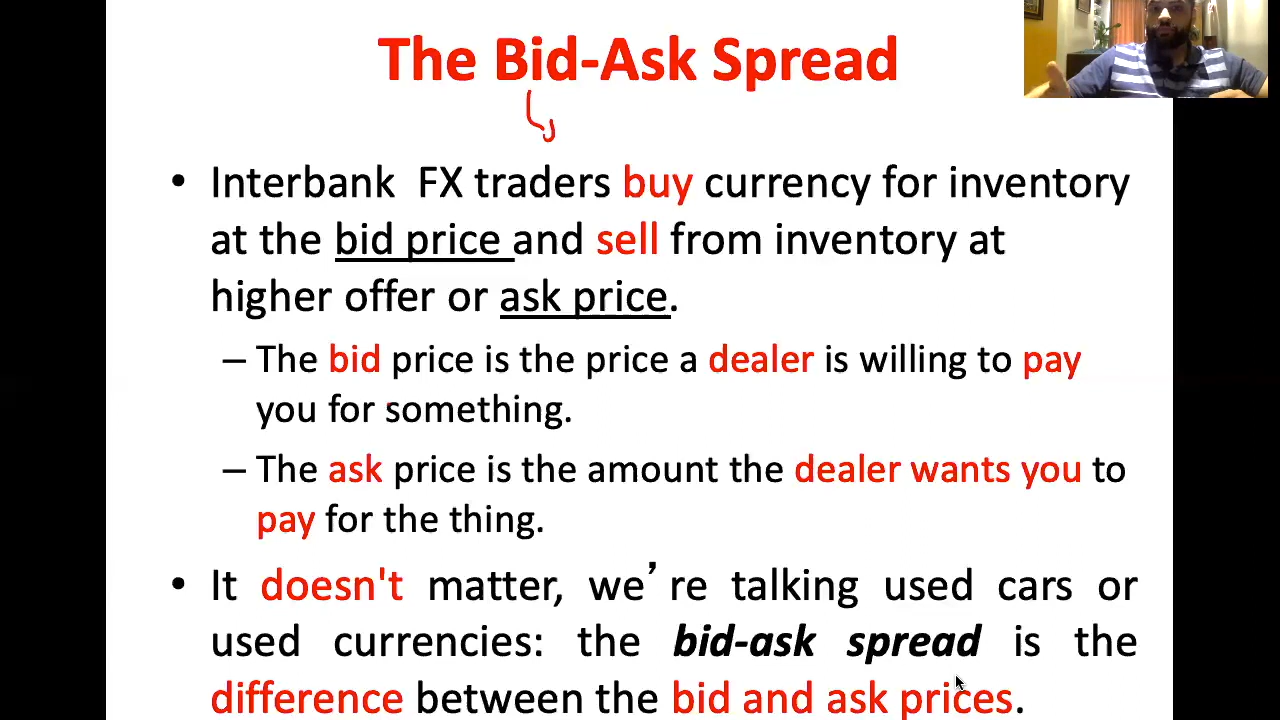 The Bid-Ask Spread
• Interbank FX traders buy currency for inventory
at the bid price and sell from inventory at
higher offer or ask price.
– The bid price is the price a dealer is willing to pay
you for something.
– The ask price is the amount the dealer wants you to
pay for the thing.
• It doesn't matter, we’re talking used cars or
used currencies: the bid-ask spread is the
difference between the bid and ask prices.